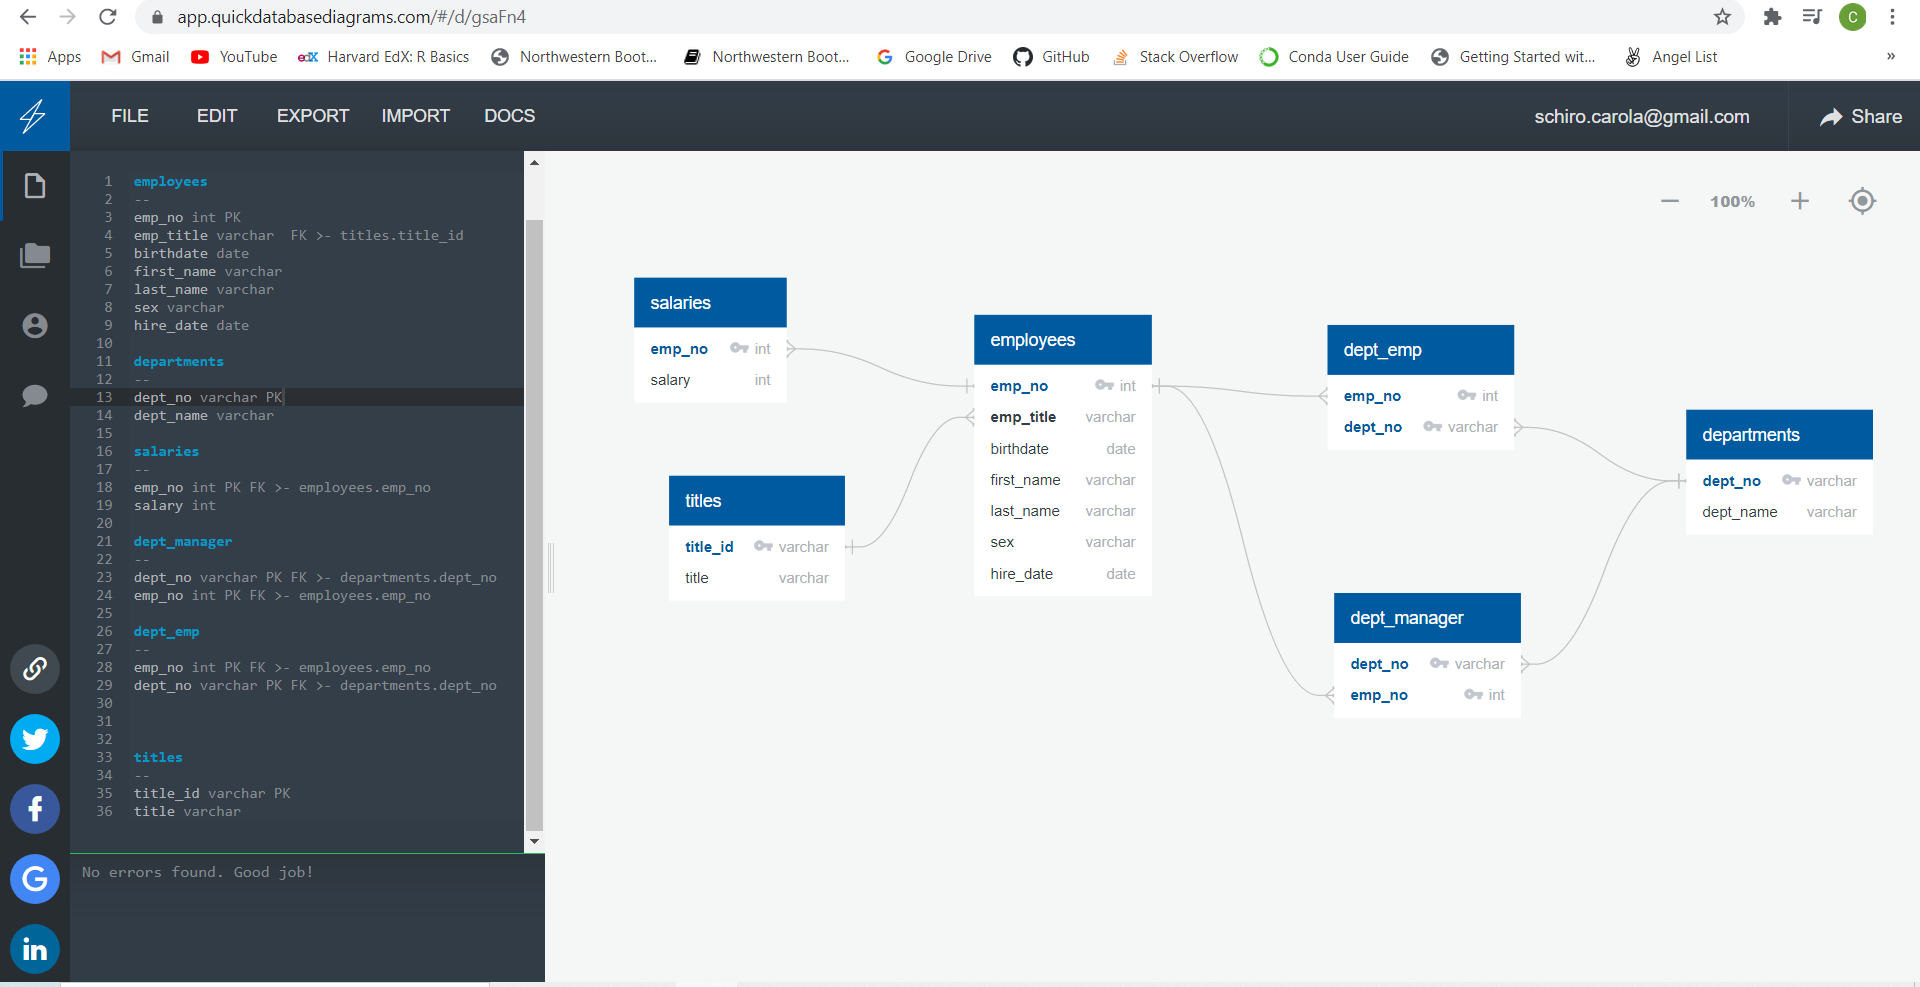 app.quickdatabasediagrams.com/#/d/gsaFn4
C
Apps Gmail YouTube edX Harvard EdX: R Basics Northwestern Boot... Northwestern Boot... Google Drive GitHub Stack Overflow Conda User Guide Getting Started wit... Angel List »
FILE EDIT EXPORT IMPORT DOCS schiro.carola@gmail.com Share
1 employees
2 --
3 emp_no int PK
4 emp_title varchar  FK >- titles.title_id
5 birthdate date
6 first_name varchar
7 last_name varchar
8 sex varchar
9 hire_date date
10
11 departments
12 --
13 dept_no varchar PK
14 dept_name varchar
15
16 salaries
17 --
18 emp_no int PK FK >- employees.emp_no
19 salary int
20
21 dept_manager
22 --
23 dept_no varchar PK FK >- departments.dept_no
24 emp_no int PK FK >- employees.emp_no
25
26 dept_emp
27 --
28 emp_no int PK FK >- employees.emp_no
29 dept_no varchar PK FK >- departments.dept_no
30
31
32
33 titles
34 --
35 title_id varchar PK
36 title varchar
No errors found. Good job!
100%
salaries
emp_no int
salary int
titles
title_id varchar
title varchar
employees
emp_no int
emp_title varchar
birthdate date
first_name varchar
last_name varchar
sex varchar
hire_date date
dept_emp
emp_no int
dept_no varchar
departments
dept_no varchar
dept_name varchar
dept_manager
dept_no varchar
emp_no int
f
G
in